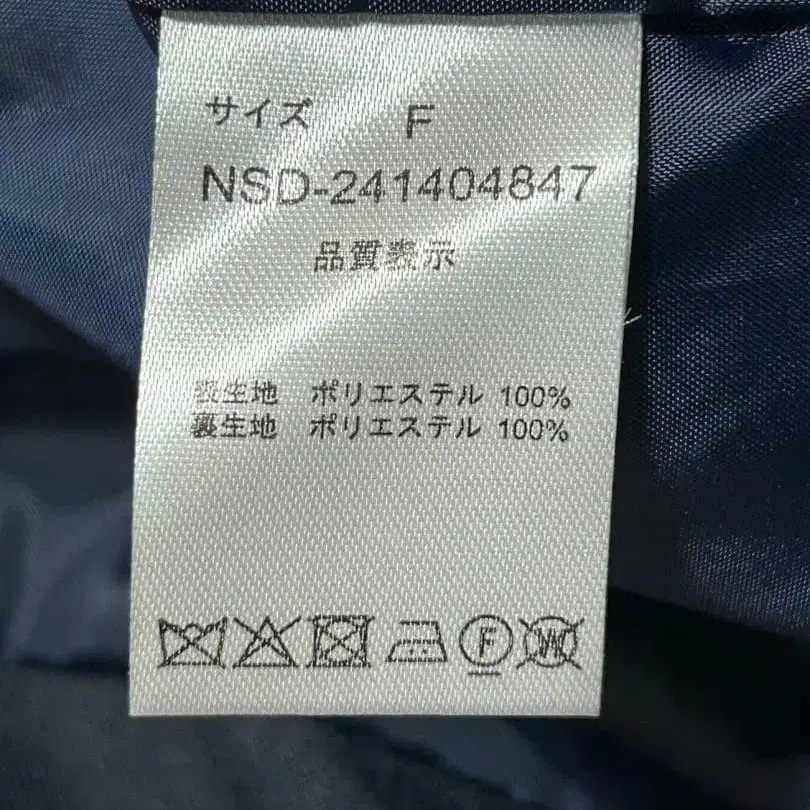 サイズ F
NSD-241404847
品質表示
表生地 ポリエステル 100%
裏生地 ポリエステル 100%
F W